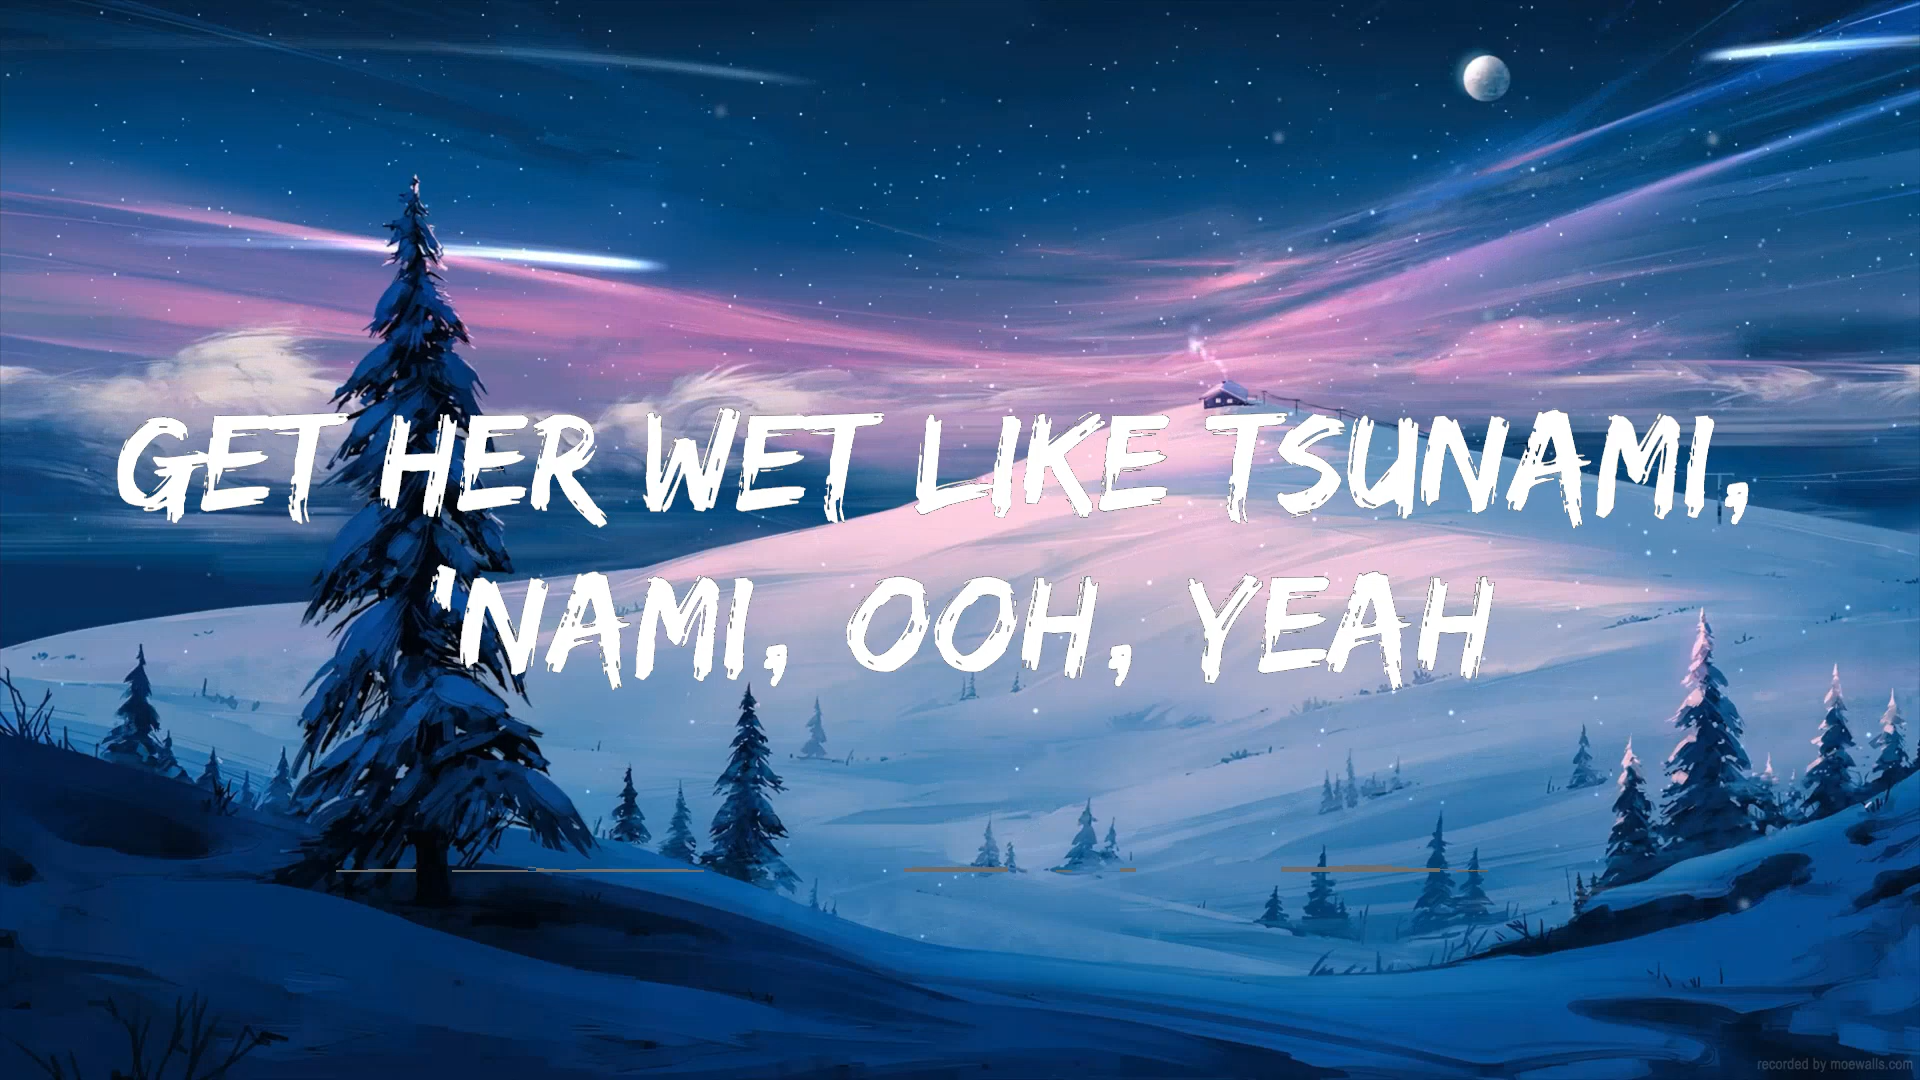 GET HER WET LIKE TSUNAMI,
'NAMI, OOH, YEAH
recorded by moewalls.com